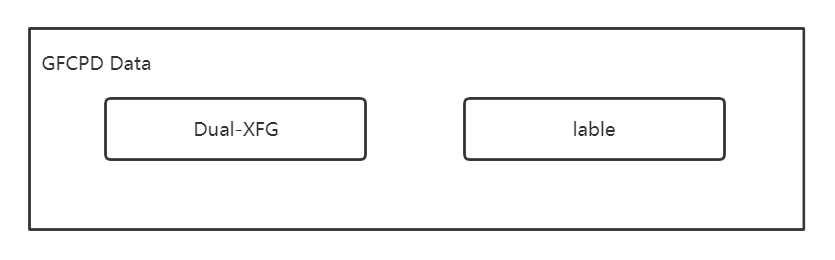 GFCPD Data
Dual-XFG
lable